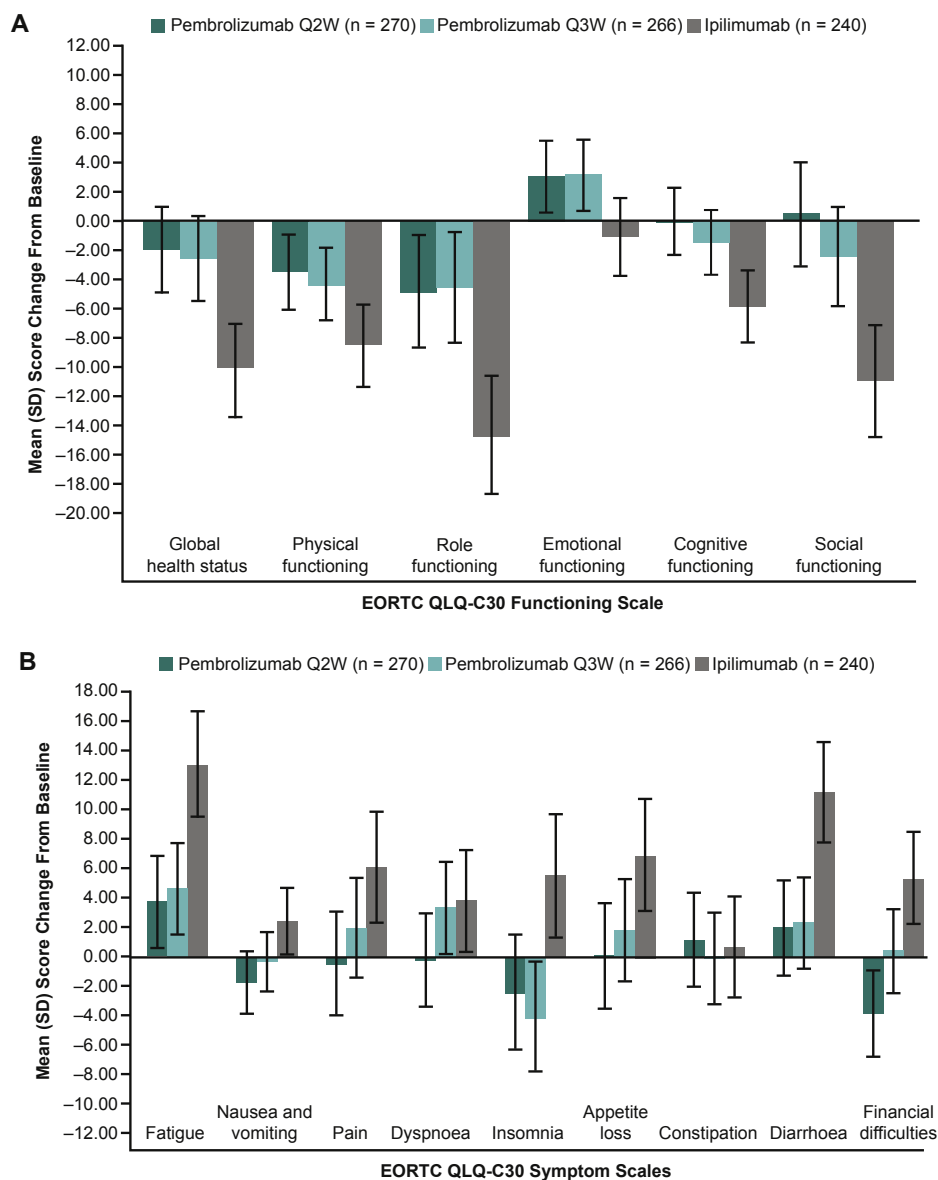 A
Pembrolizumab Q2W (n = 270) Pembrolizumab Q3W (n = 266) Ipilimumab (n = 240)
Mean (SD) Score Change From Baseline
12.00
10.00
8.00
6.00
4.00
2.00
0.00
–2.00
–4.00
–6.00
–8.00
–10.00
–12.00
–14.00
–16.00
–18.00
–20.00
Global health status
Physical functioning
Role functioning
Emotional functioning
Cognitive functioning
Social functioning
EORTC QLQ-C30 Functioning Scale
B
Pembrolizumab Q2W (n = 270) Pembrolizumab Q3W (n = 266) Ipilimumab (n = 240)
Mean (SD) Score Change From Baseline
18.00
16.00
14.00
12.00
10.00
8.00
6.00
4.00
2.00
0.00
–2.00
–4.00
–6.00
–8.00
–10.00
–12.00
Fatigue
Nausea and vomiting
Pain
Dyspnoea
Insomnia
Appetite loss
Constipation
Diarrhoea
Financial difficulties
EORTC QLQ-C30 Symptom Scales